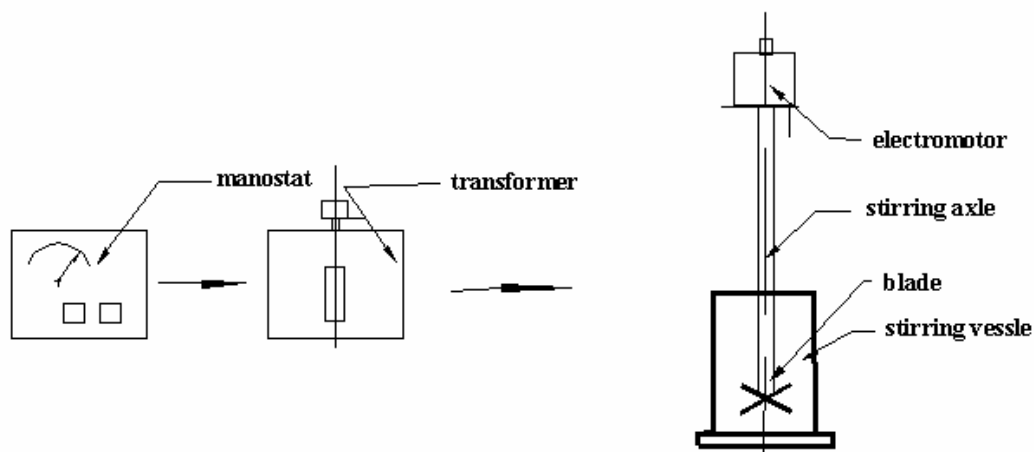 electromotor
manostat
transformer
stirring axle
blade
stirring vessle